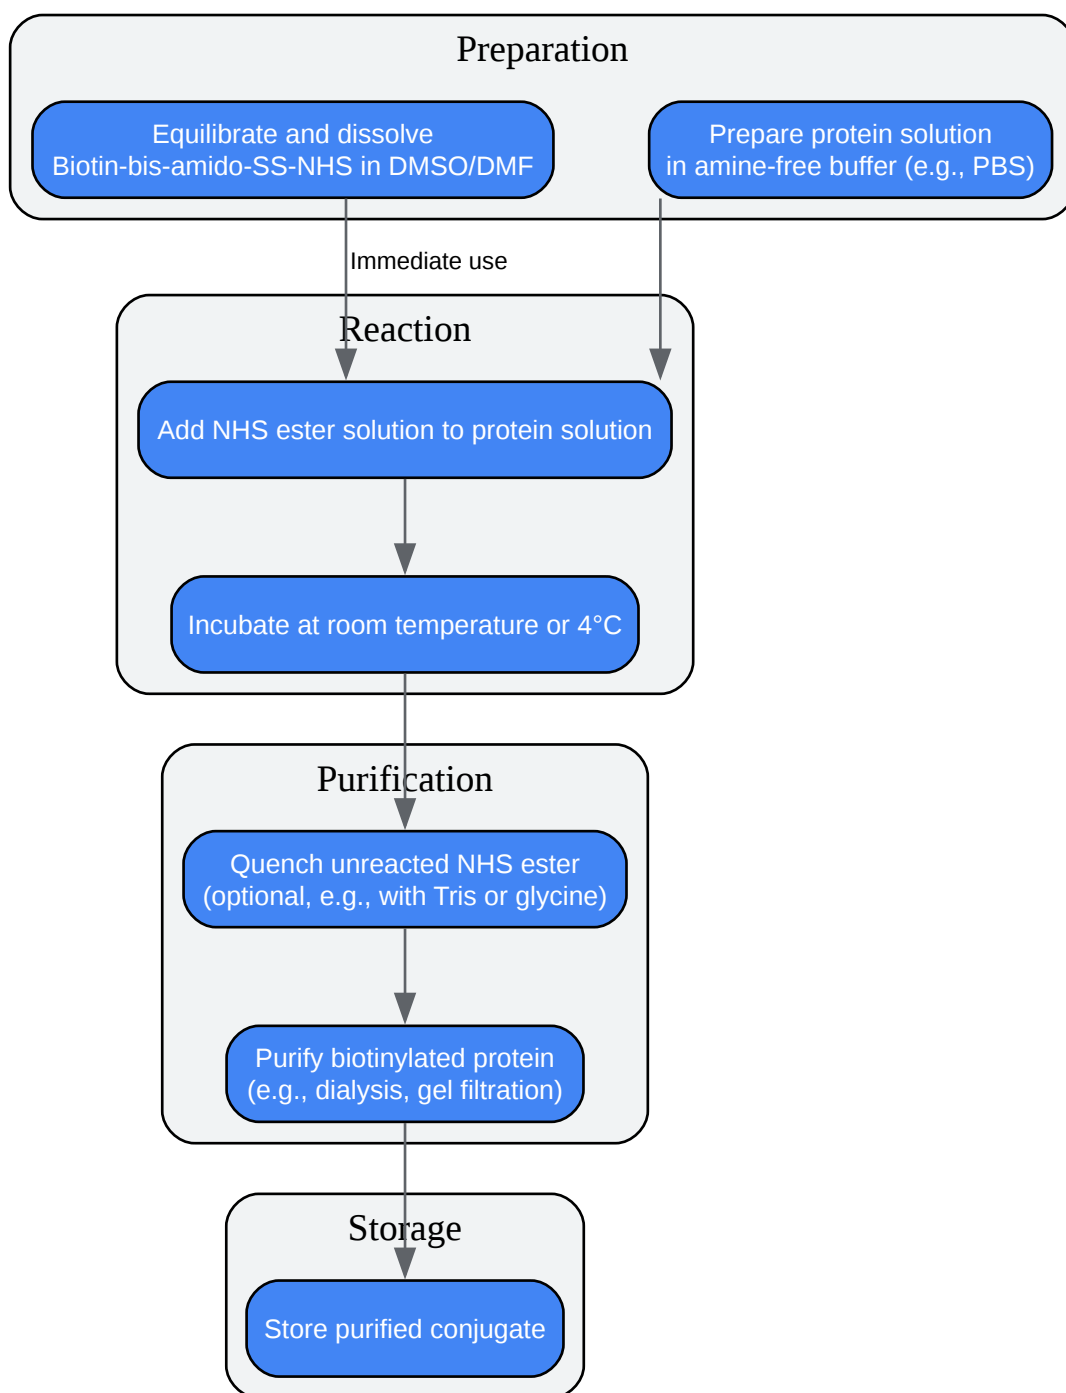 Preparation
Equilibrate and dissolve
Biotin-bis-amido-SS-NHS in DMSO/DMF
Prepare protein solution
in amine-free buffer (e.g., PBS)
Immediate use
Reaction
Add NHS ester solution to protein solution
Incubate at room temperature or 4°C
Purification
Quench unreacted NHS ester
(optional, e.g., with Tris or glycine)
Purify biotinylated protein
(e.g., dialysis, gel filtration)
Storage
Store purified conjugate